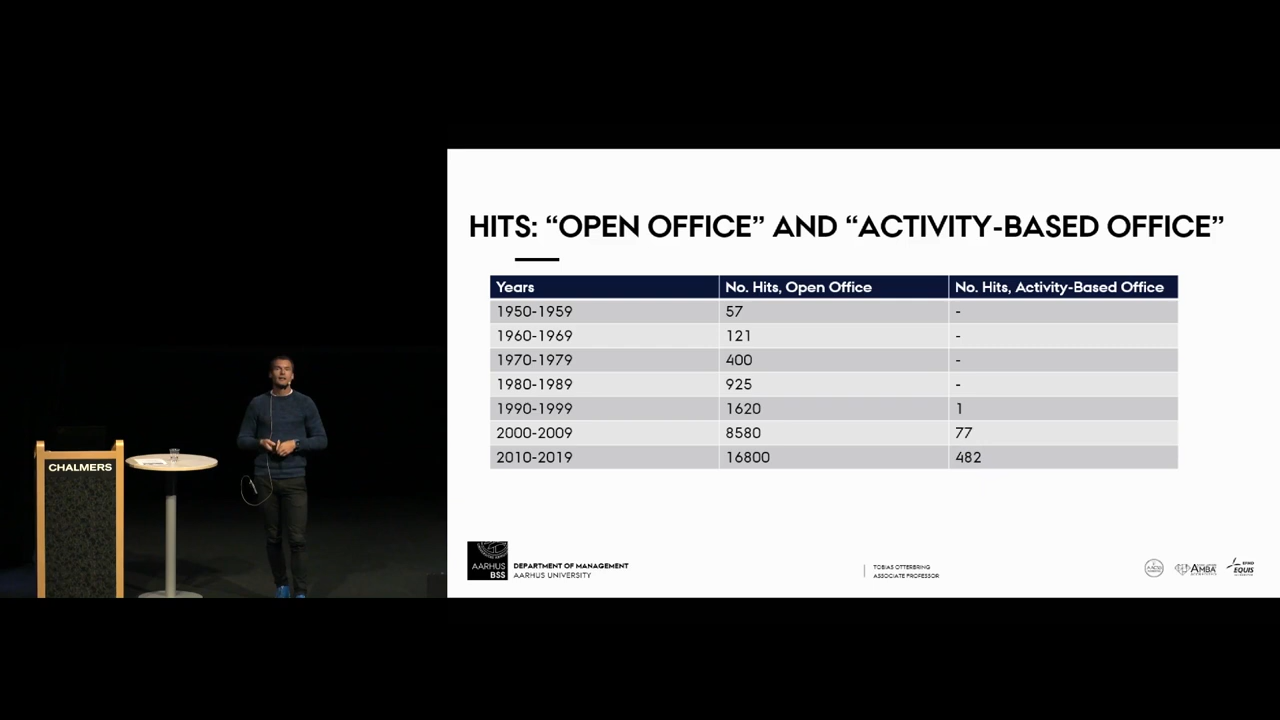 CHALMERS
HITS: “OPEN OFFICE” AND “ACTIVITY-BASED OFFICE”
Years No. Hits, Open Office No. Hits, Activity-Based Office
1950-1959 57 -
1960-1969 121 -
1970-1979 400 -
1980-1989 925 -
1990-1999 1620 1
2000-2009 8580 77
2010-2019 16800 482
AARHUS
BSS
DEPARTMENT OF MANAGEMENT
AARHUS UNIVERSITY
TOBIAS OTTERBRING
ASSOCIATE PROFESSOR
AMBA
EQUIS